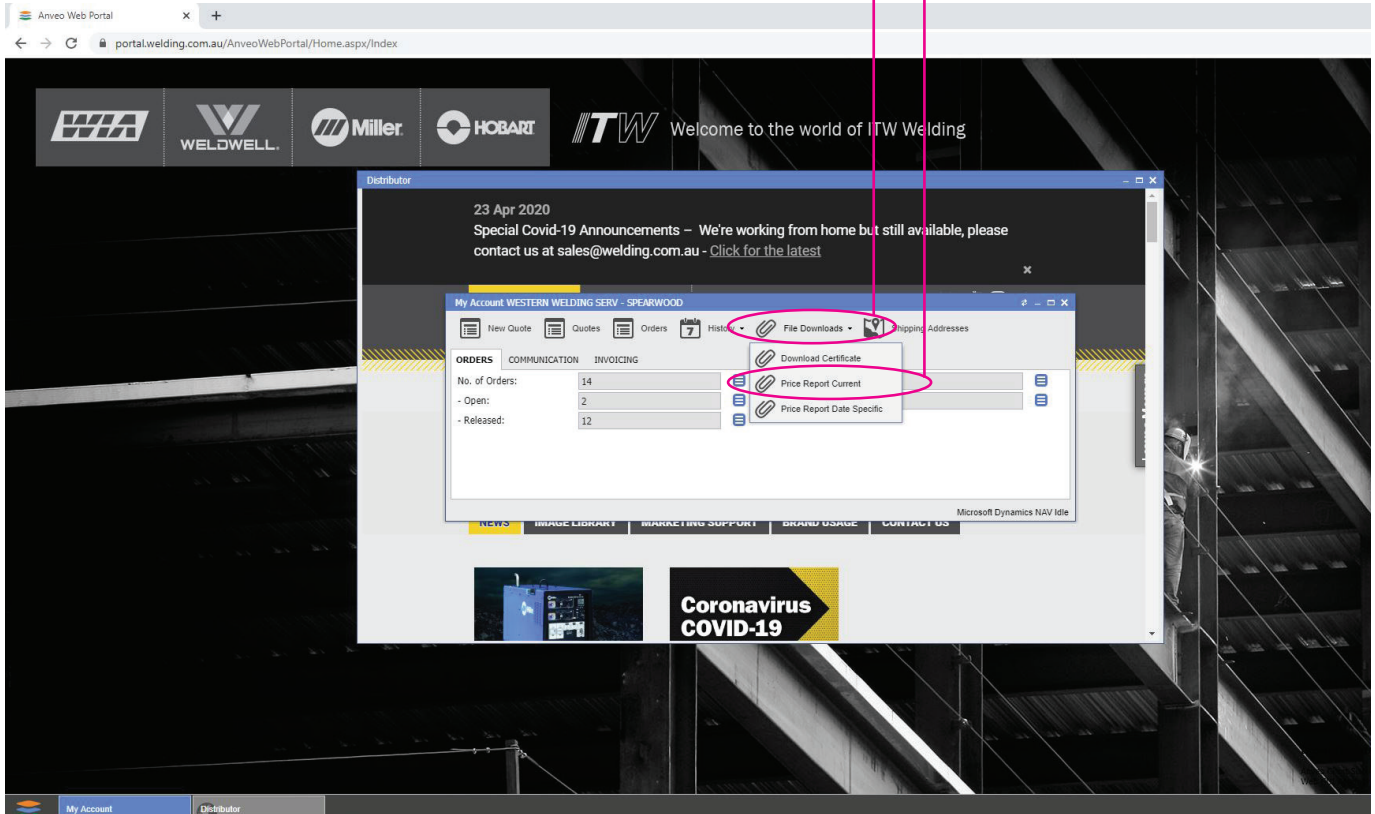 Anveo Web Portal
portal.welding.com.au/AnveoWebPortal/Home.aspx/Index
WIA
WELDWELL.
Miller.
HOBART
ITW
Welcome to the world of ITW Welding
Distributor
23 Apr 2020
Special Covid-19 Announcements – We're working from home but still available, please
contact us at sales@welding.com.au - Click for the latest
My Account WESTERN WELDING SERV - SPEARWOOD
New Quote Quotes Orders 7 History File Downloads Shipping Addresses
ORDERS COMMUNICATION INVOICING
Download Certificate
Price Report Current
Price Report Date Specific
No. of Orders: 14
- Open: 2
- Released: 12
Microsoft Dynamics NAV Idle
NEWS IMAGE LIBRARY MARKETING SUPPORT BRAND USAGE CONTACT US
Coronavirus
COVID-19
My Account
Distributor